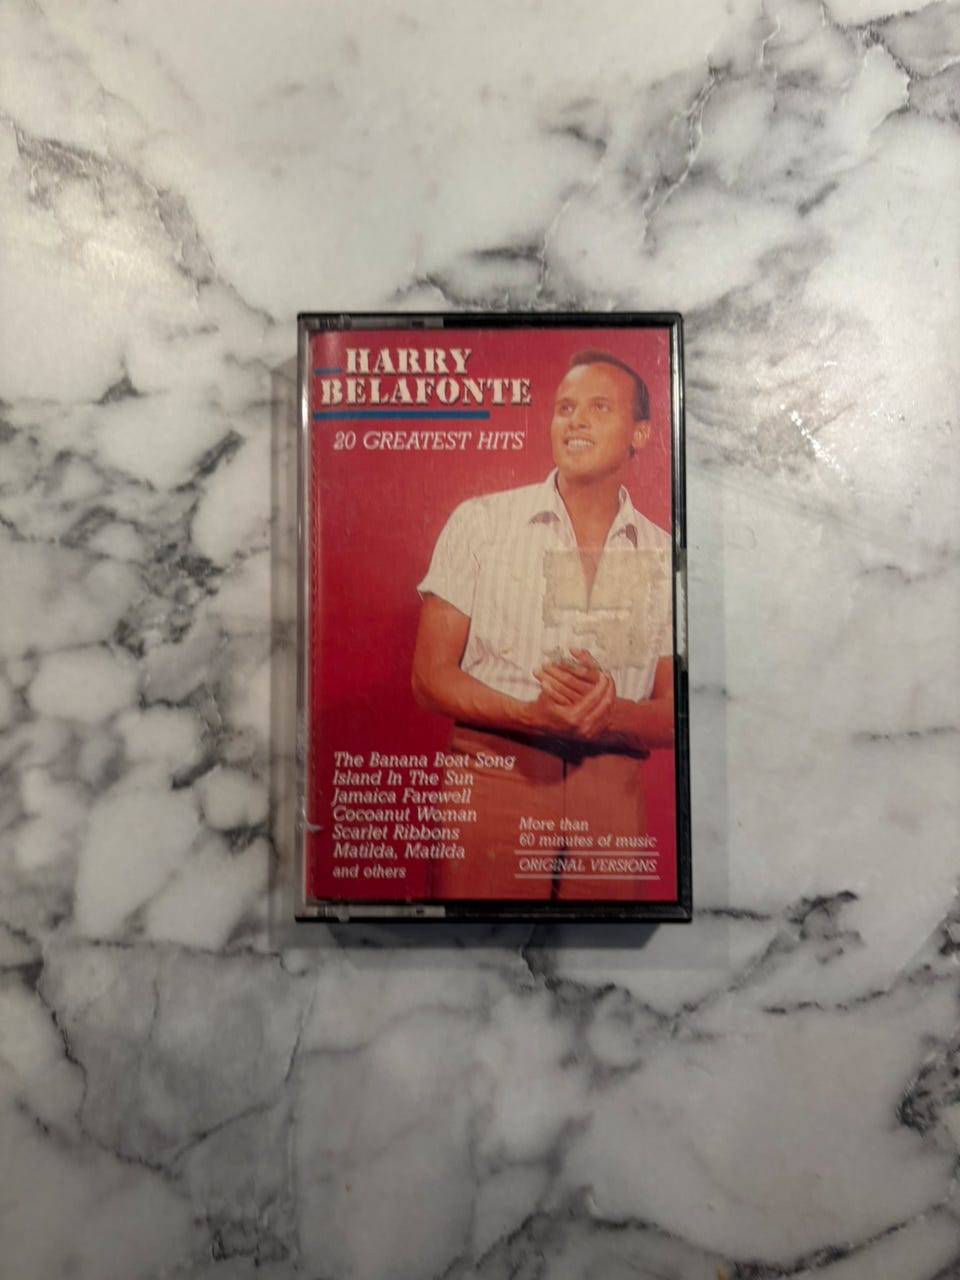 HARRY
BELAFONTE
20 GREATEST HITS
The Banana Boat Song
Island In The Sun
Jamaica Farewell
Cocoanut Woman
Scarlet Ribbons
Matilda, Matilda
and others
More than
60 minutes of music
ORIGINAL VERSIONS